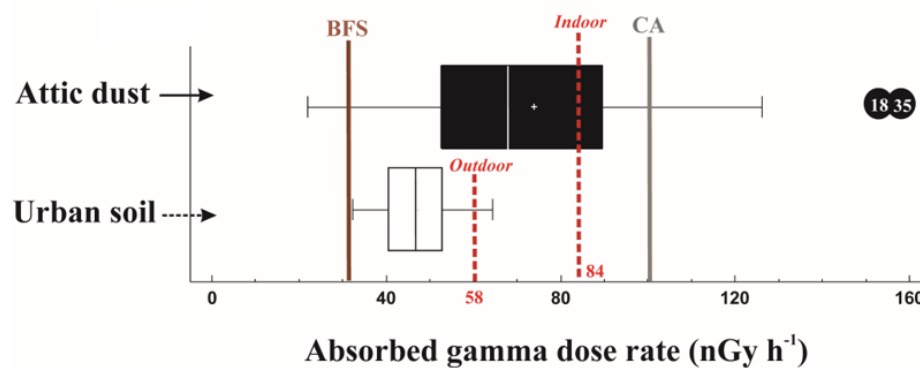 BFS
Indoor
CA
Attic dust
18 35
Outdoor
Urban soil
84
0 40 58 80 120 160
Absorbed gamma dose rate (nGy h⁻¹)